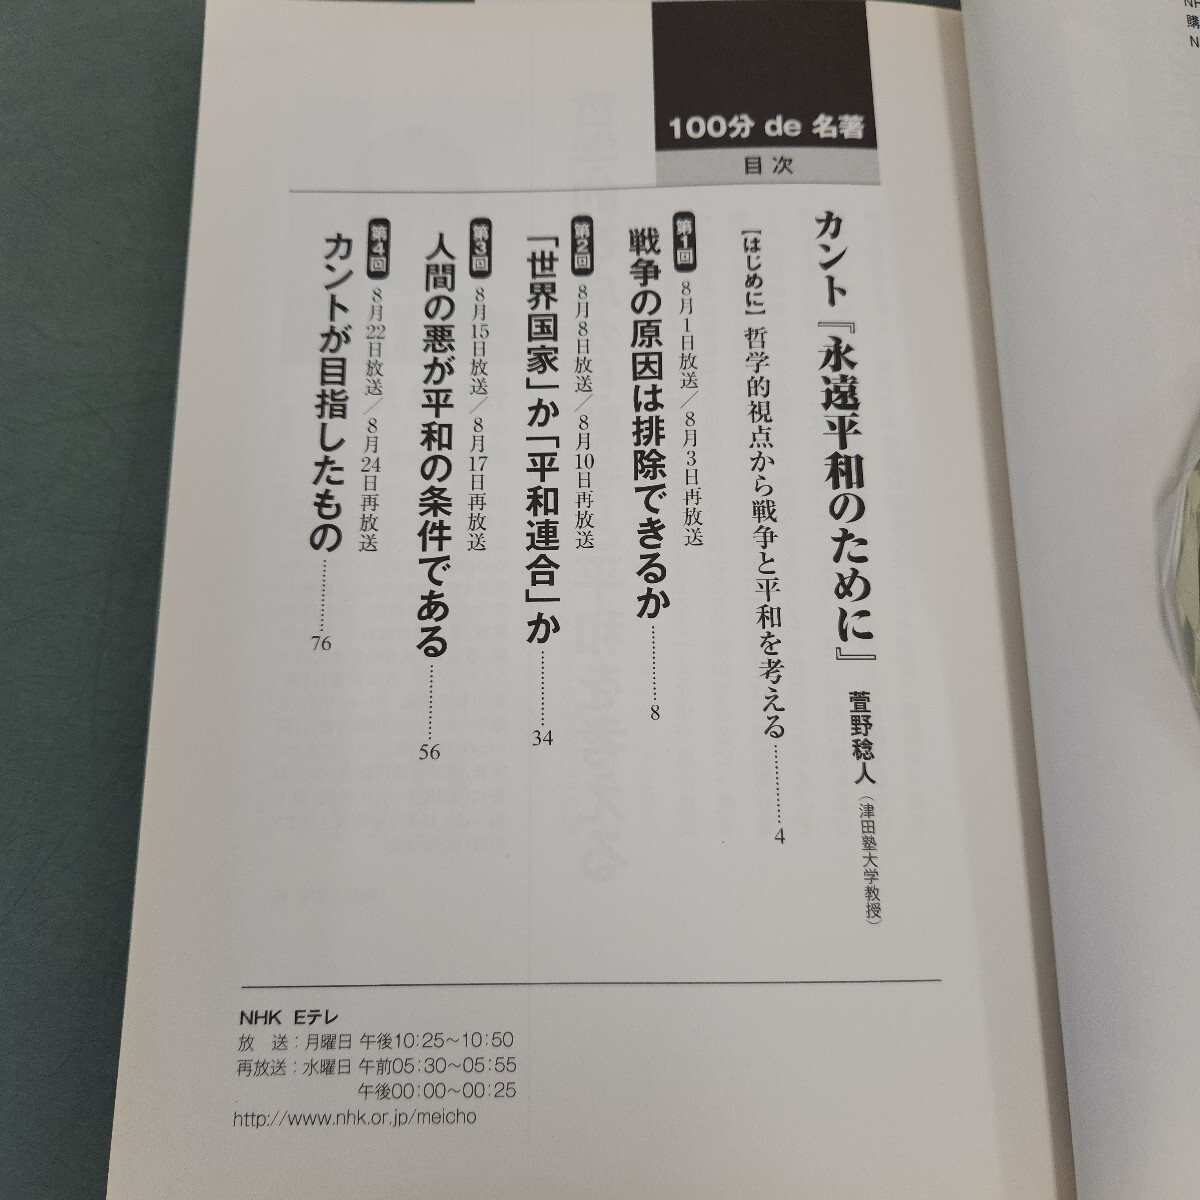 100分 de 名著
目次
カント『永遠平和のために』 萱野稔人（津田塾大学教授）
【はじめに】哲学的視点から戦争と平和を考える…………4
第1回 8月1日放送／8月3日再放送
戦争の原因は排除できるか…………8
第2回 8月8日放送／8月10日再放送
「世界国家」か「平和連合」か…………34
第3回 8月15日放送／8月17日再放送
人間の悪が平和の条件である…………56
第4回 8月22日放送／8月24日再放送
カントが目指したもの…………76
NHK Eテレ
放 送：月曜日 午後10:25～10:50
再放送：水曜日 午前05:30～05:55
午後00:00～00:25
http://www.nhk.or.jp/meicho
購